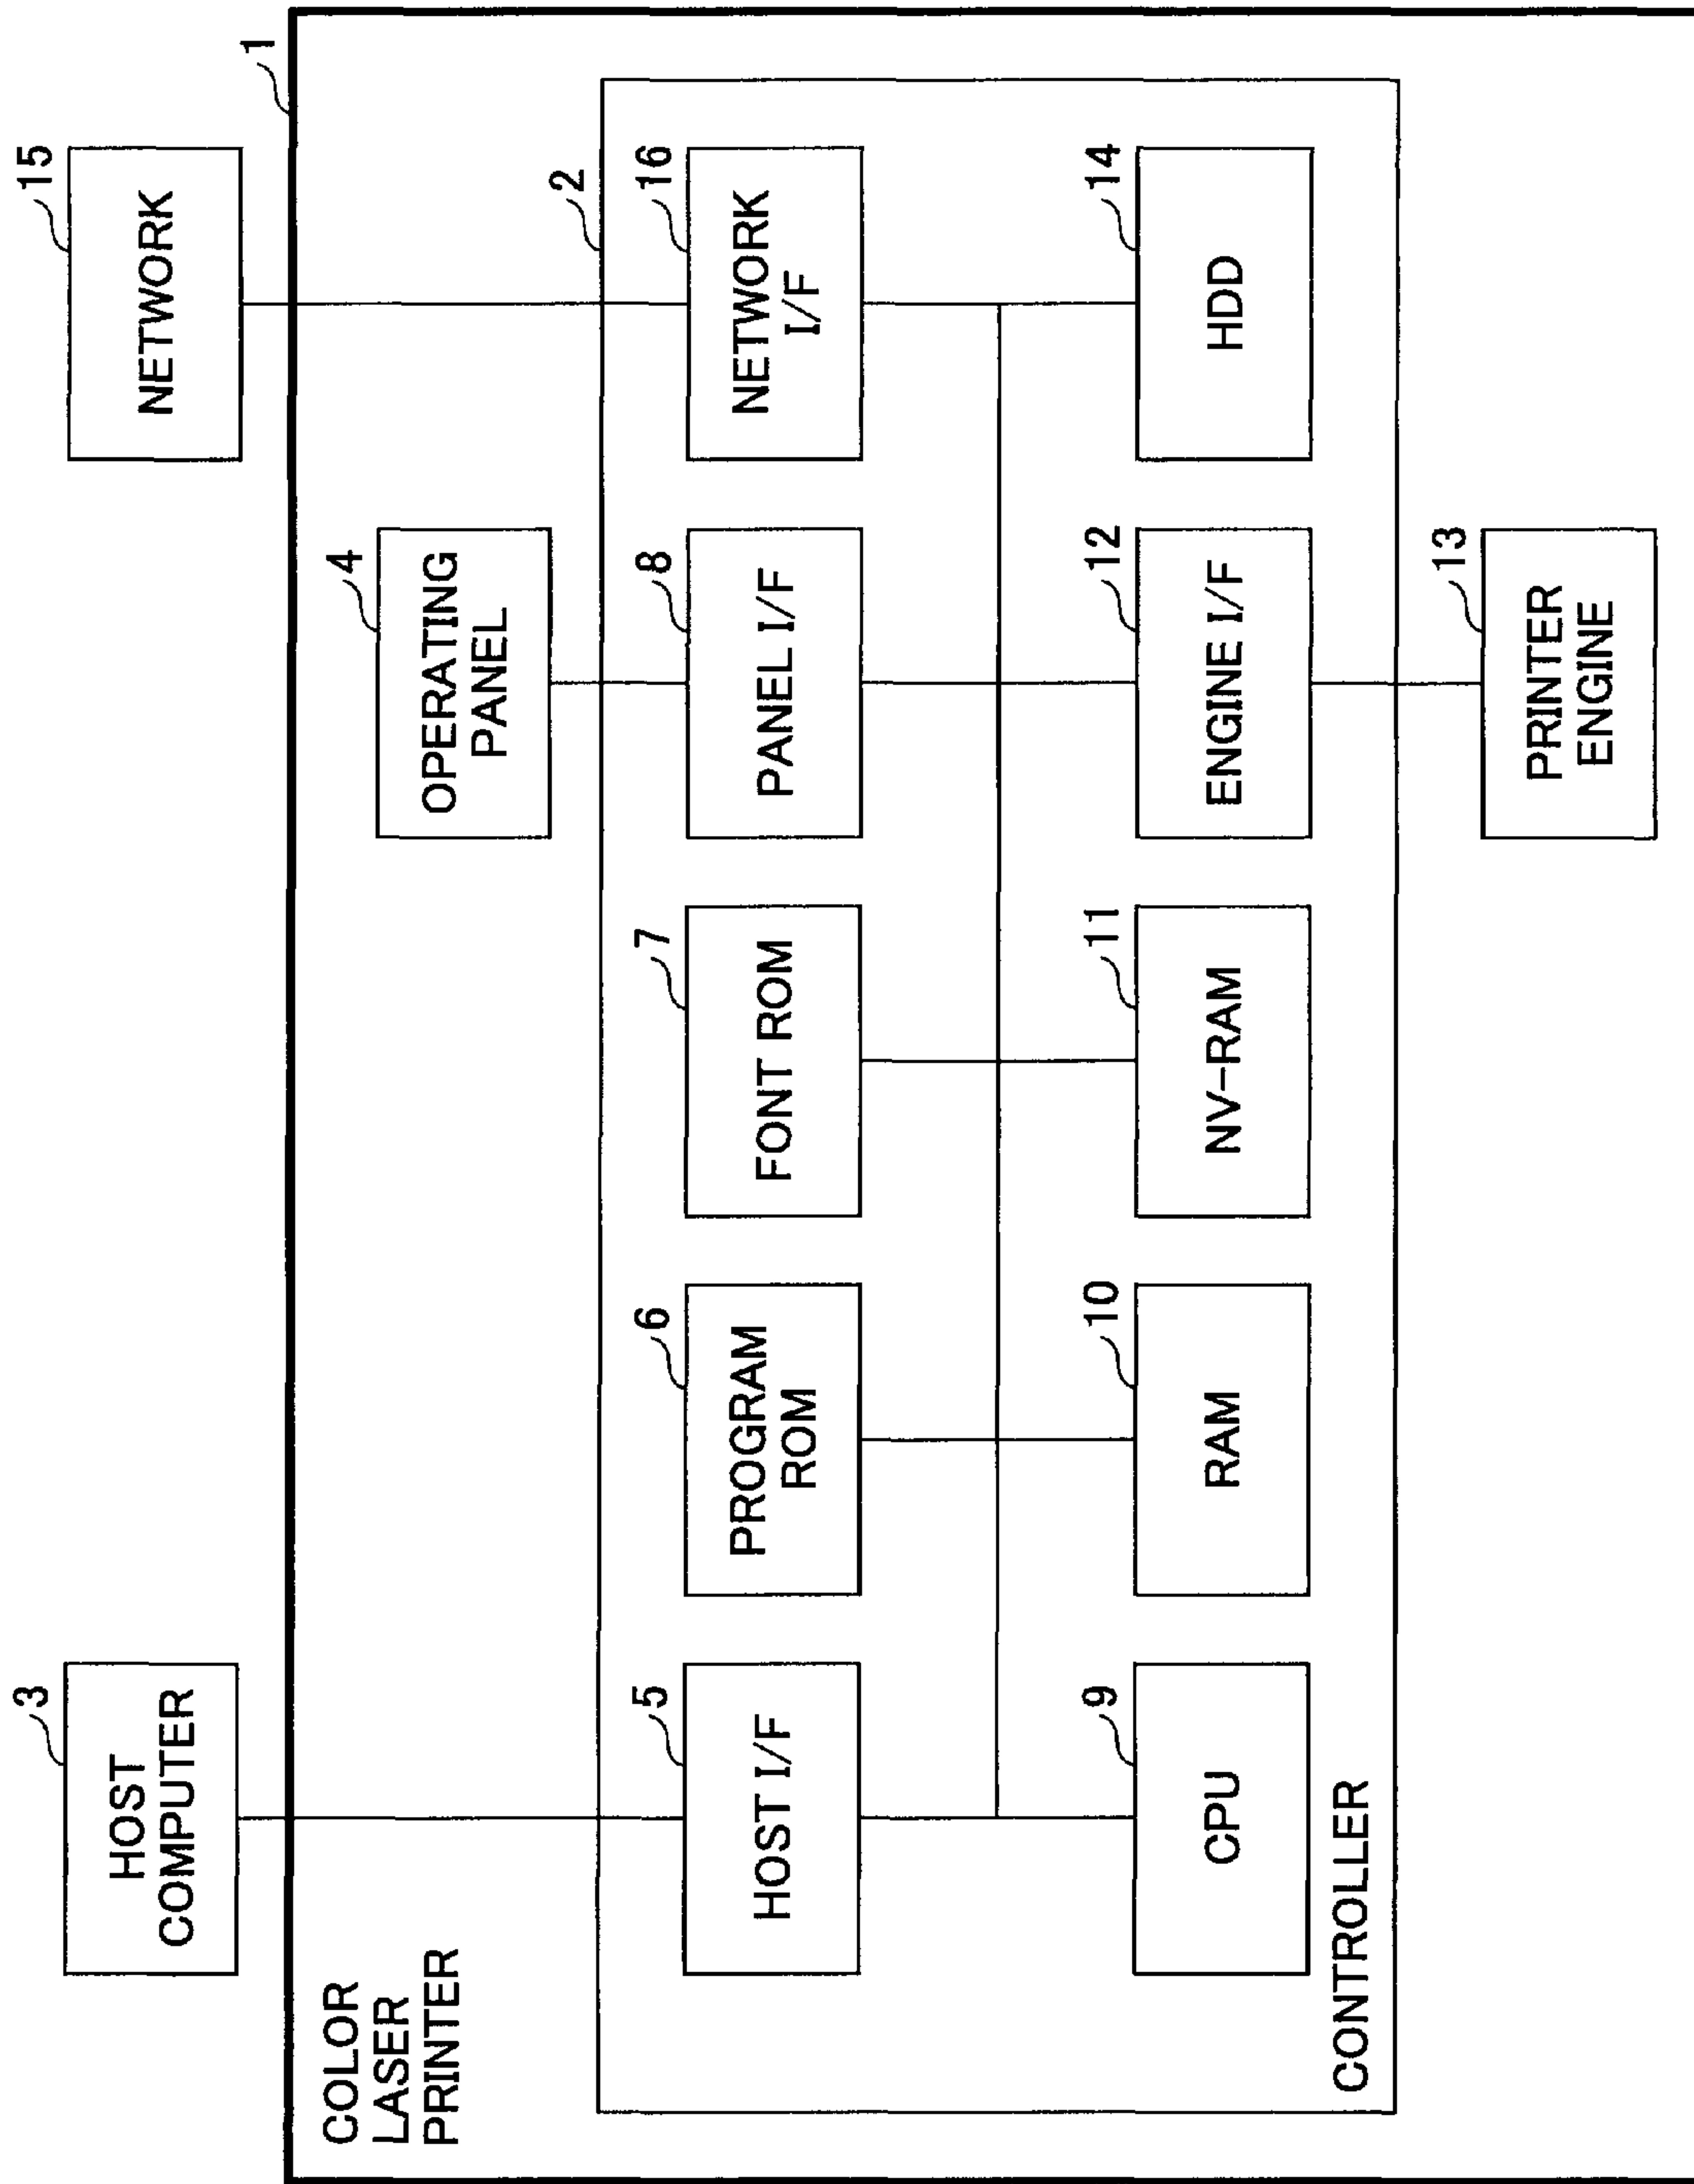 3
HOST
COMPUTER
15
NETWORK
1
COLOR
LASER
PRINTER
4
OPERATING
PANEL
2
5
HOST I/F
6
PROGRAM
ROM
7
FONT ROM
8
PANEL I/F
16
NETWORK
I/F
9
CPU
10
RAM
11
NV-RAM
12
ENGINE I/F
14
HDD
CONTROLLER
13
PRINTER
ENGINE